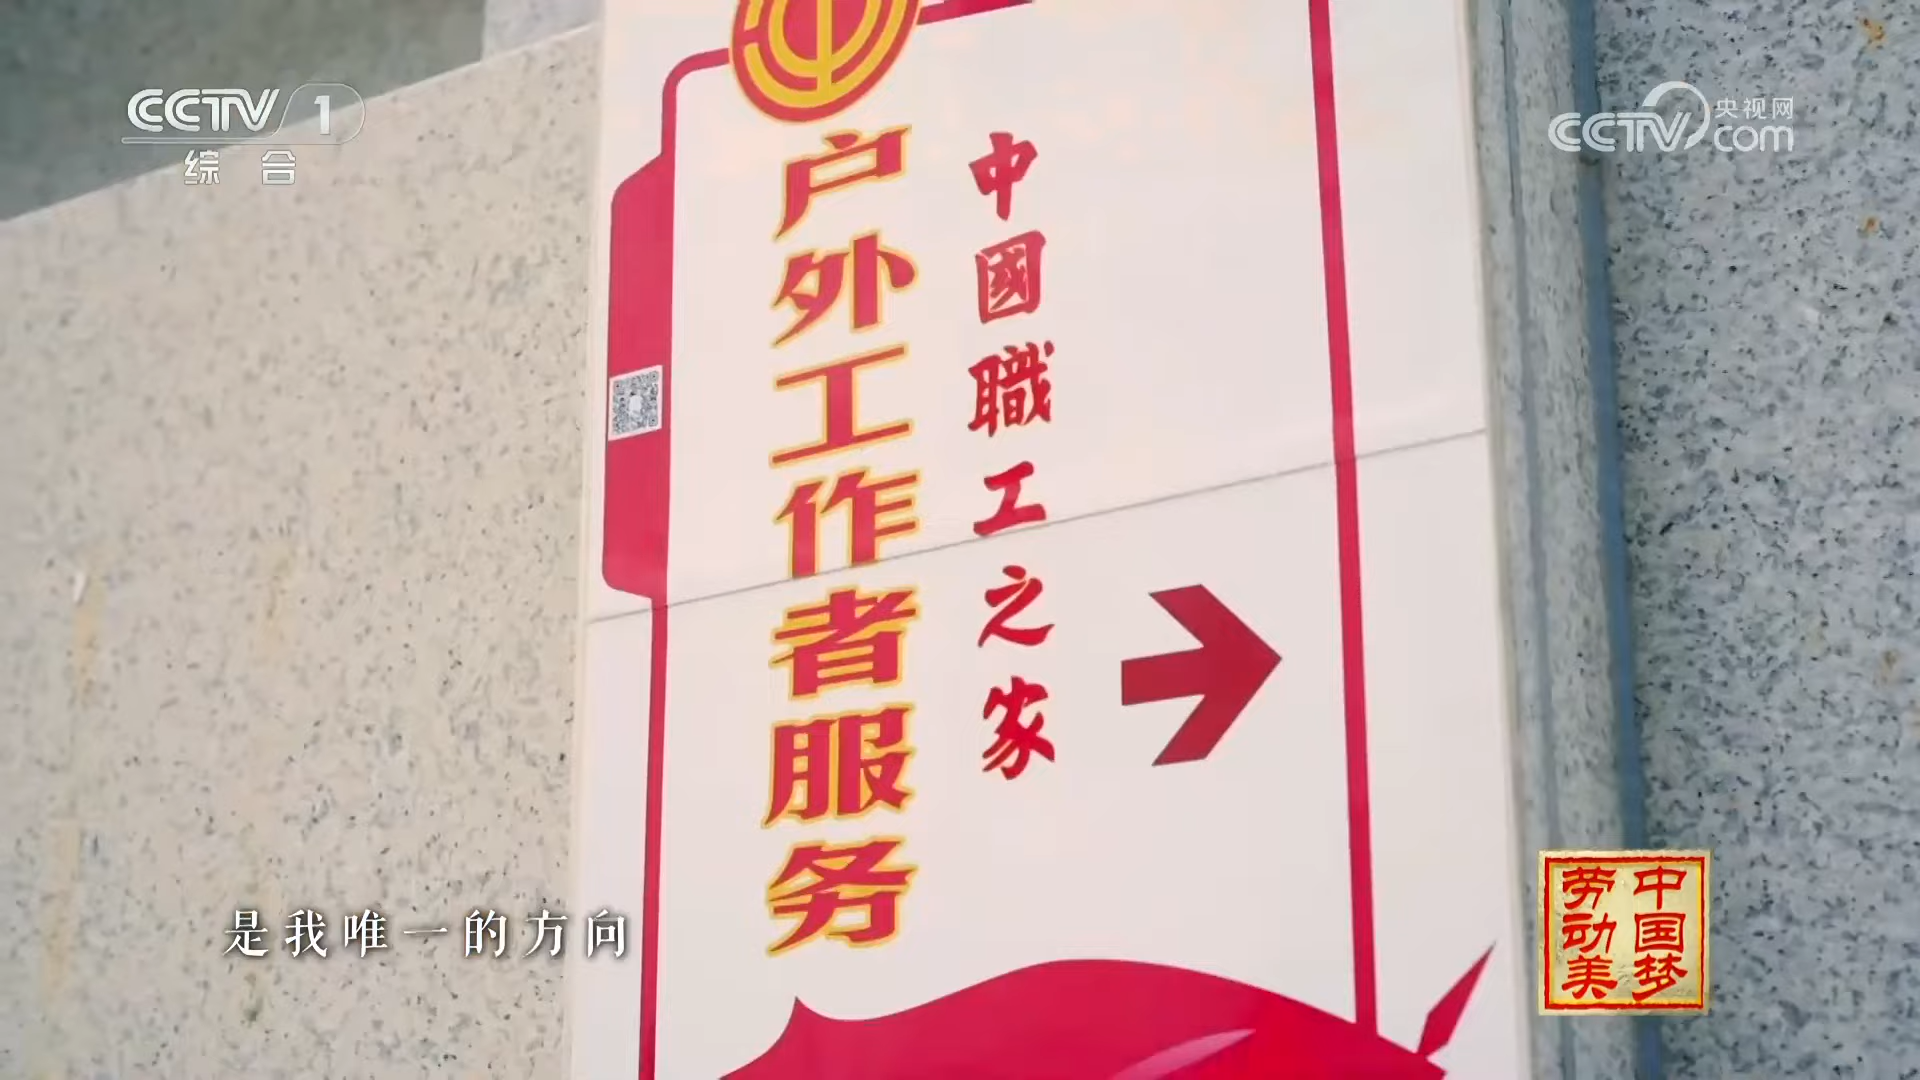 CCTV 1
综合
央视网
CCTV.com
户外工作者服务
中國職工之家
是我唯一的方向
中国梦
劳动美